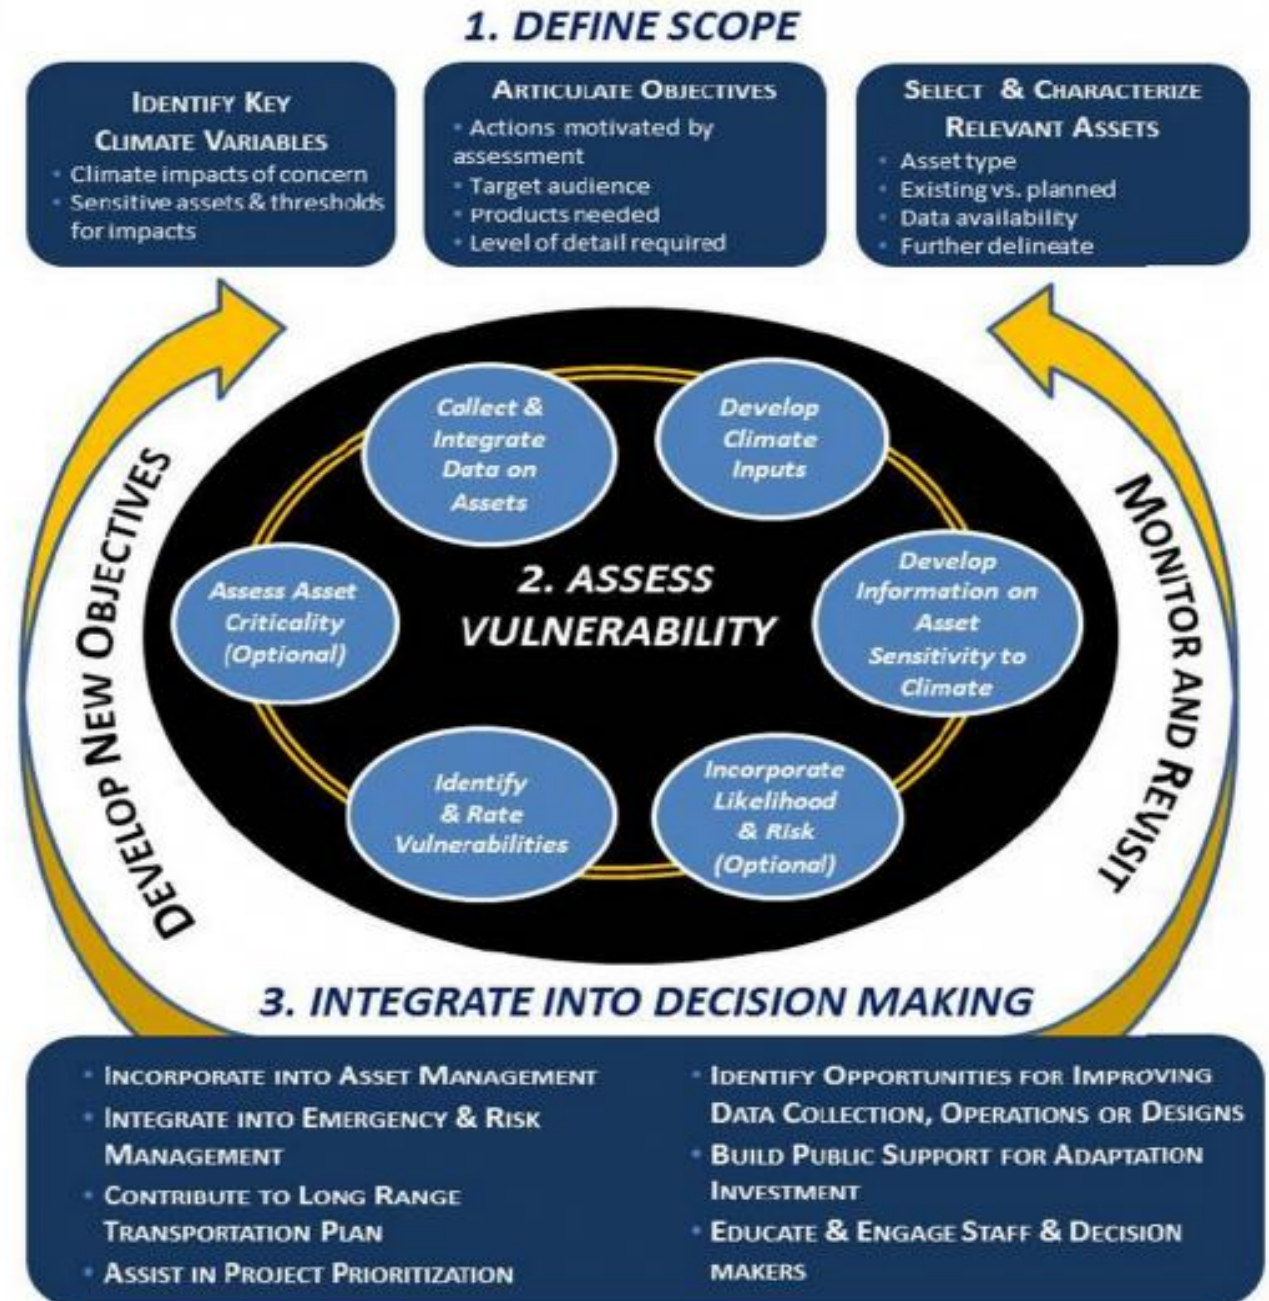 1. DEFINE SCOPE
IDENTIFY KEY
CLIMATE VARIABLES
• Climate impacts of concern
• Sensitive assets & thresholds
for impacts
ARTICULATE OBJECTIVES
• Actions motivated by
assessment
• Target audience
• Products needed
• Level of detail required
SELECT & CHARACTERIZE
RELEVANT ASSETS
• Asset type
• Existing vs. planned
• Data availability
• Further delineate
DEVELOP NEW OBJECTIVES
Collect &
Integrate
Data on
Assets
Develop
Climate
Inputs
Assess Asset
Criticality
(Optional)
2. ASSESS
VULNERABILITY
Develop
Information on
Asset
Sensitivity to
Climate
Identify
& Rate
Vulnerabilities
Incorporate
Likelihood
& Risk
(Optional)
MONITOR AND REVISIT
3. INTEGRATE INTO DECISION MAKING
• INCORPORATE INTO ASSET MANAGEMENT
• INTEGRATE INTO EMERGENCY & RISK
MANAGEMENT
• CONTRIBUTE TO LONG RANGE
TRANSPORTATION PLAN
• ASSIST IN PROJECT PRIORITIZATION
• IDENTIFY OPPORTUNITIES FOR IMPROVING
DATA COLLECTION, OPERATIONS OR DESIGNS
• BUILD PUBLIC SUPPORT FOR ADAPTATION
INVESTMENT
• EDUCATE & ENGAGE STAFF & DECISION
MAKERS